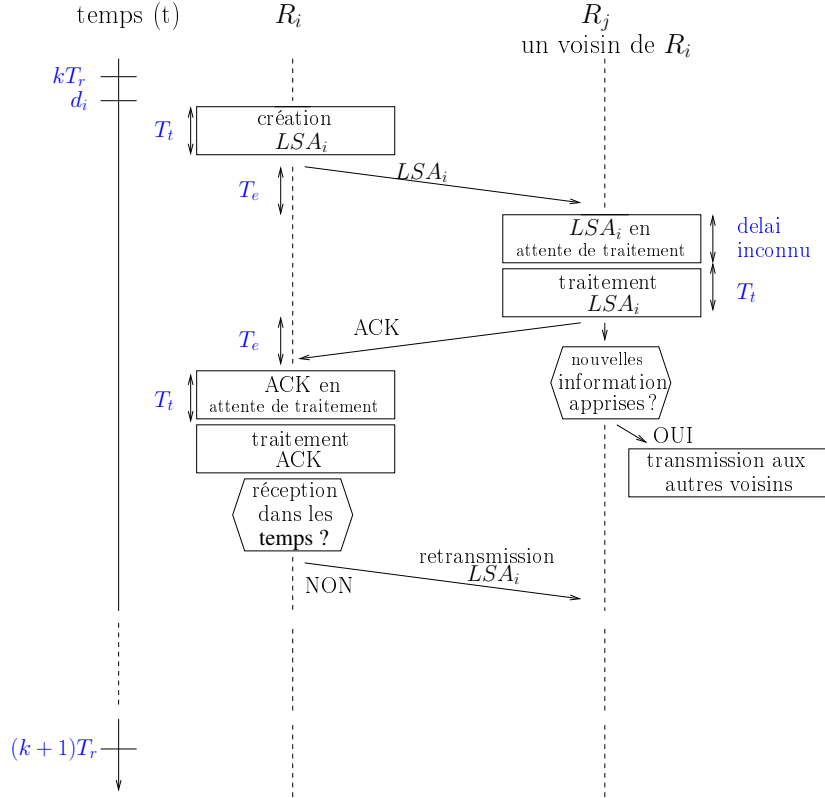 temps (t)
$R_i$
$R_j$
un voisin de $R_i$
$kT_r$
$d_i$
$T_t$
création
$LSA_i$
$LSA_i$
$T_e$
$LSA_i$ en
attente de traitement
delai
inconnu
traitement
$LSA_i$
$T_t$
ACK
$T_e$
nouvelles
information
apprises ?
$T_t$
ACK en
attente de traitement
OUI
traitement
ACK
transmission aux
autres voisins
réception
dans les
temps ?
retransmission
$LSA_i$
NON
$(k+1)T_r$